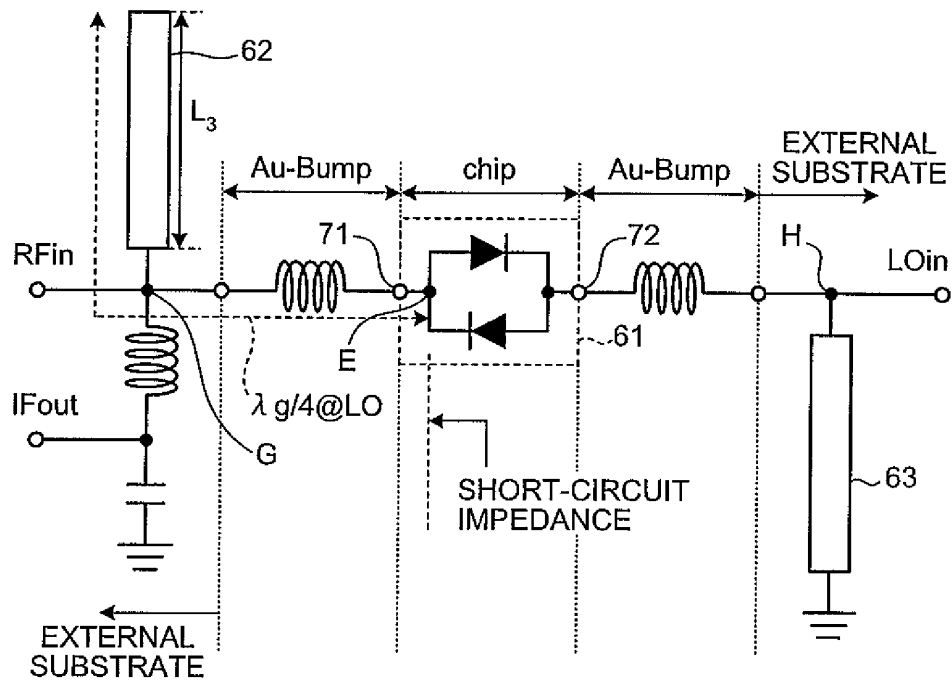 62
L3
EXTERNAL
SUBSTRATE
Au-Bump
chip
Au-Bump
71
72
H
RFin
LOin
E
61
λ g/4@LO
IFout
G
63
SHORT-CIRCUIT
IMPEDANCE
EXTERNAL
SUBSTRATE